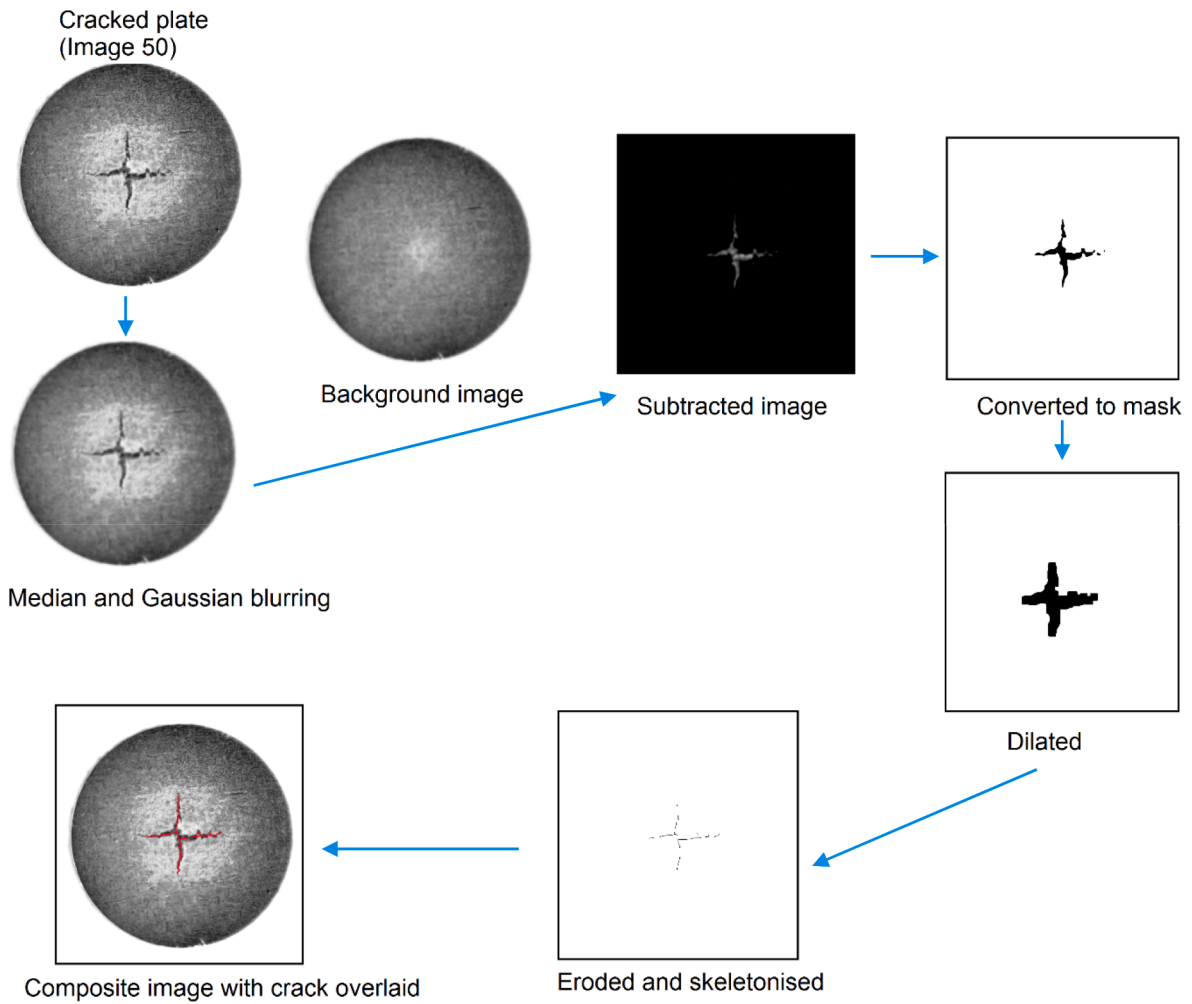 Cracked plate
(Image 50)
Background image
Subtracted image
Converted to mask
Median and Gaussian blurring
Dilated
Composite image with crack overlaid
Eroded and skeletonised